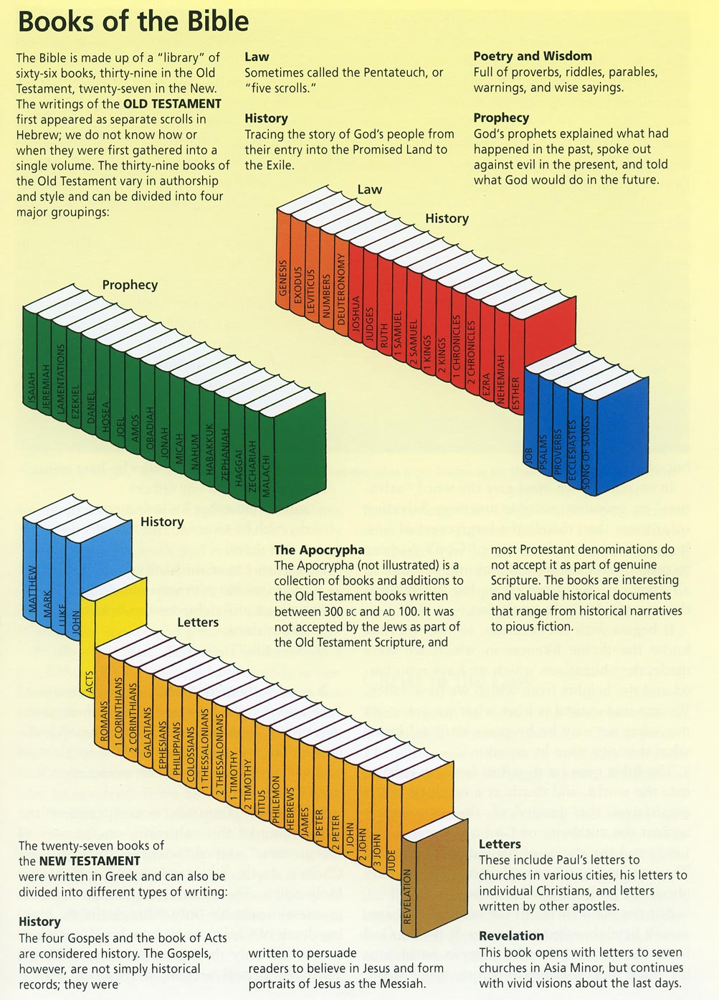 Books of the Bible
The Bible is made up of a “library” of
sixty-six books, thirty-nine in the Old
Testament, twenty-seven in the New.
The writings of the OLD TESTAMENT
first appeared as separate scrolls in
Hebrew; we do not know how or
when they were first gathered into a
single volume. The thirty-nine books of
the Old Testament vary in authorship
and style and can be divided into four
major groupings:
Law
Sometimes called the Pentateuch, or
“five scrolls.”
History
Tracing the story of God's people from
their entry into the Promised Land to
the Exile.
Poetry and Wisdom
Full of proverbs, riddles, parables,
warnings, and wise sayings.
Prophecy
God's prophets explained what had
happened in the past, spoke out
against evil in the present, and told
what God would do in the future.
Law
History
GENESIS
EXODUS
LEVITICUS
NUMBERS
DEUTERONOMY
JOSHUA
JUDGES
RUTH
1 SAMUEL
2 SAMUEL
1 KINGS
2 KINGS
1 CHRONICLES
2 CHRONICLES
EZRA
NEHEMIAH
ESTHER
JOB
PSALMS
PROVERBS
ECCLESIASTES
SONG OF SONGS
Prophecy
ISAIAH
JEREMIAH
LAMENTATIONS
EZEKIEL
DANIEL
HOSEA
JOEL
AMOS
OBADIAH
JONAH
MICAH
NAHUM
HABAKKUK
ZEPHANIAH
HAGGAI
ZECHARIAH
MALACHI
History
MATTHEW
MARK
LUKE
JOHN
ACTS
Letters
ROMANS
1 CORINTHIANS
2 CORINTHIANS
GALATIANS
EPHESIANS
PHILIPPIANS
COLOSSIANS
1 THESSALONIANS
2 THESSALONIANS
1 TIMOTHY
2 TIMOTHY
TITUS
PHILEMON
HEBREWS
JAMES
1 PETER
2 PETER
1 JOHN
2 JOHN
3 JOHN
JUDE
REVELATION
The Apocrypha
The Apocrypha (not illustrated) is a
collection of books and additions to
the Old Testament books written
between 300 BC and AD 100. It was
not accepted by the Jews as part of
the Old Testament Scripture, and
most Protestant denominations do
not accept it as part of genuine
Scripture. The books are interesting
and valuable historical documents
that range from historical narratives
to pious fiction.
The twenty-seven books of
the NEW TESTAMENT
were written in Greek and can also be
divided into different types of writing:
History
The four Gospels and the book of Acts
are considered history. The Gospels,
however, are not simply historical
records; they were
written to persuade
readers to believe in Jesus and form
portraits of Jesus as the Messiah.
Letters
These include Paul's letters to
churches in various cities, his letters to
individual Christians, and letters
written by other apostles.
Revelation
This book opens with letters to seven
churches in Asia Minor, but continues
with vivid visions about the last days.